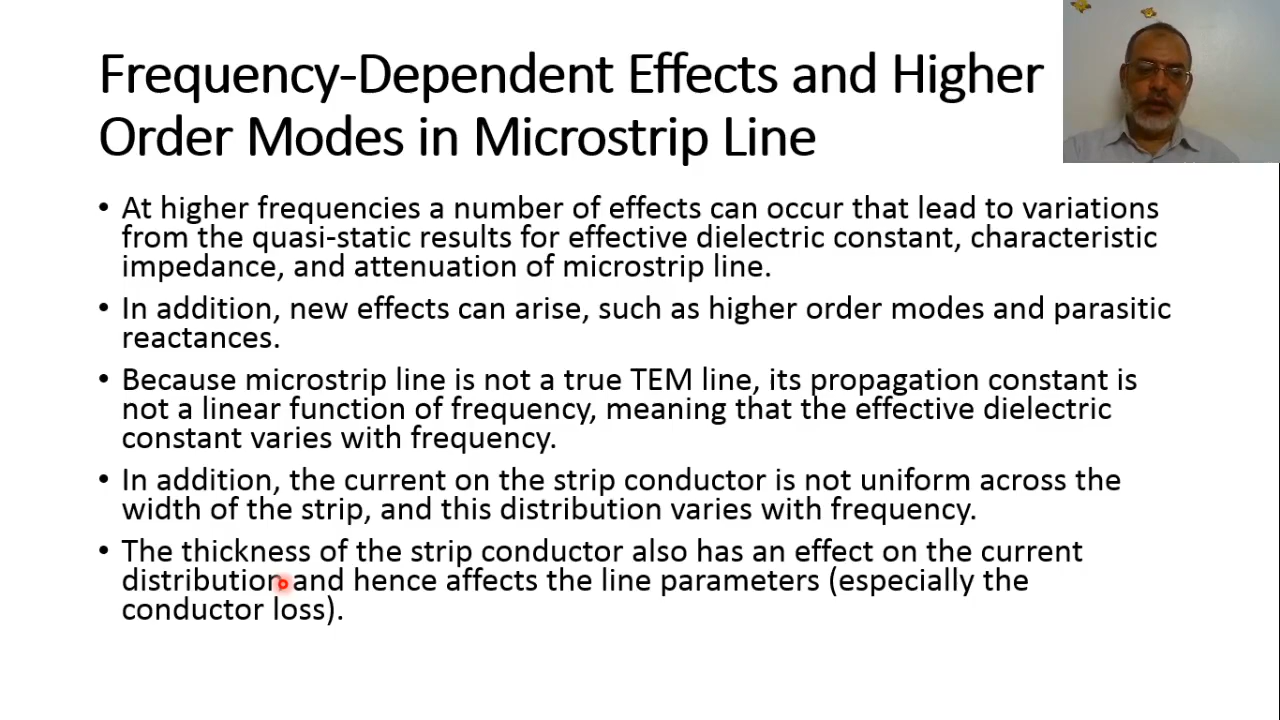 Frequency-Dependent Effects and Higher
Order Modes in Microstrip Line
• At higher frequencies a number of effects can occur that lead to variations
from the quasi-static results for effective dielectric constant, characteristic
impedance, and attenuation of microstrip line.
• In addition, new effects can arise, such as higher order modes and parasitic
reactances.
• Because microstrip line is not a true TEM line, its propagation constant is
not a linear function of frequency, meaning that the effective dielectric
constant varies with frequency.
• In addition, the current on the strip conductor is not uniform across the
width of the strip, and this distribution varies with frequency.
• The thickness of the strip conductor also has an effect on the current
distribution and hence affects the line parameters (especially the
conductor loss).